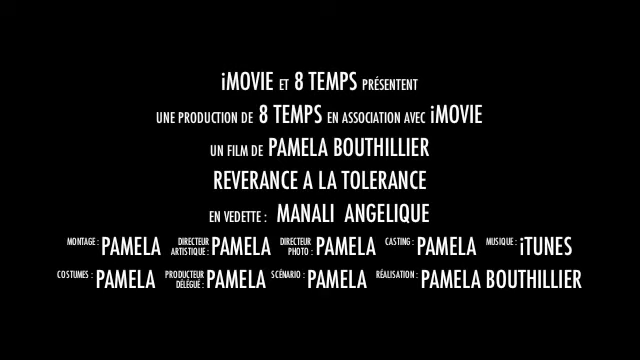 iMOVIE ET 8 TEMPS PRÉSENTENT
UNE PRODUCTION DE 8 TEMPS EN ASSOCIATION AVEC iMOVIE
UN FILM DE PAMELA BOUTHILLIER
REVERANCE A LA TOLERANCE
EN VEDETTE : MANALI ANGELIQUE
MONTAGE : PAMELA DIRECTEUR ARTISTIQUE : PAMELA DIRECTEUR PHOTO : PAMELA CASTING : PAMELA MUSIQUE : iTUNES
COSTUMES : PAMELA PRODUCTEUR DÉLÉGUÉ : PAMELA SCÉNARIO : PAMELA RÉALISATION : PAMELA BOUTHILLIER